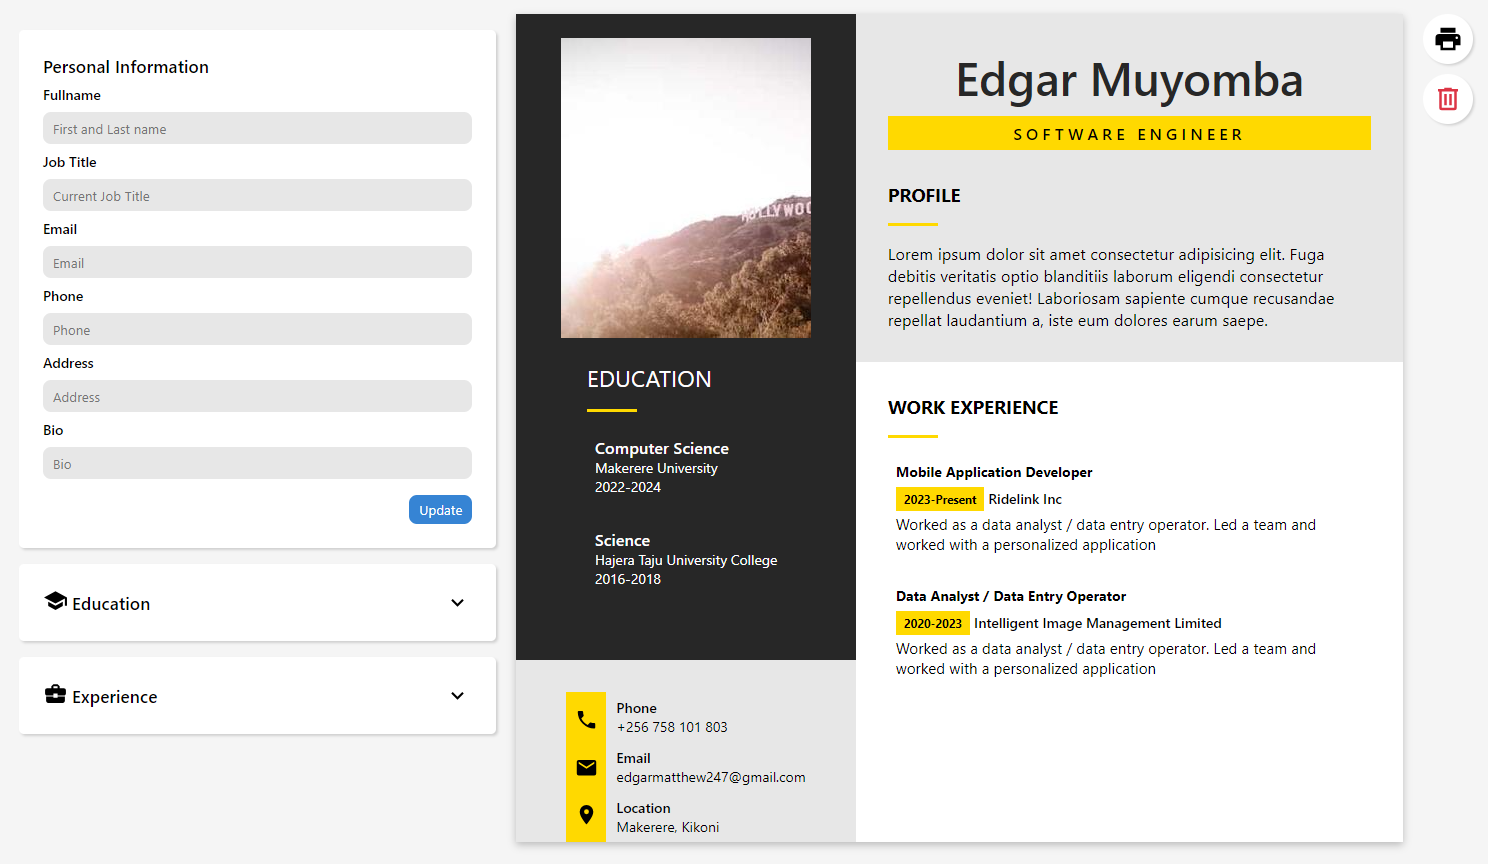 Personal Information
Fullname
First and Last name
Job Title
Current Job Title
Email
Email
Phone
Phone
Address
Address
Bio
Bio
Update
Education
Experience
HOLLYWOO
EDUCATION
Computer Science
Makerere University
2022-2024
Science
Hajera Taju University College
2016-2018
Phone
+256 758 101 803
Email
edgarmatthew247@gmail.com
Location
Makerere, Kikoni
Edgar Muyomba
SOFTWARE ENGINEER
PROFILE
Lorem ipsum dolor sit amet consectetur adipisicing elit. Fuga
debitis veritatis optio blanditiis laborum eligendi consectetur
repellendus eveniet! Laboriosam sapiente cumque recusandae
repellat laudantium a, iste eum dolores earum saepe.
WORK EXPERIENCE
Mobile Application Developer
2023-Present Ridelink Inc
Worked as a data analyst / data entry operator. Led a team and
worked with a personalized application
Data Analyst / Data Entry Operator
2020-2023 Intelligent Image Management Limited
Worked as a data analyst / data entry operator. Led a team and
worked with a personalized application